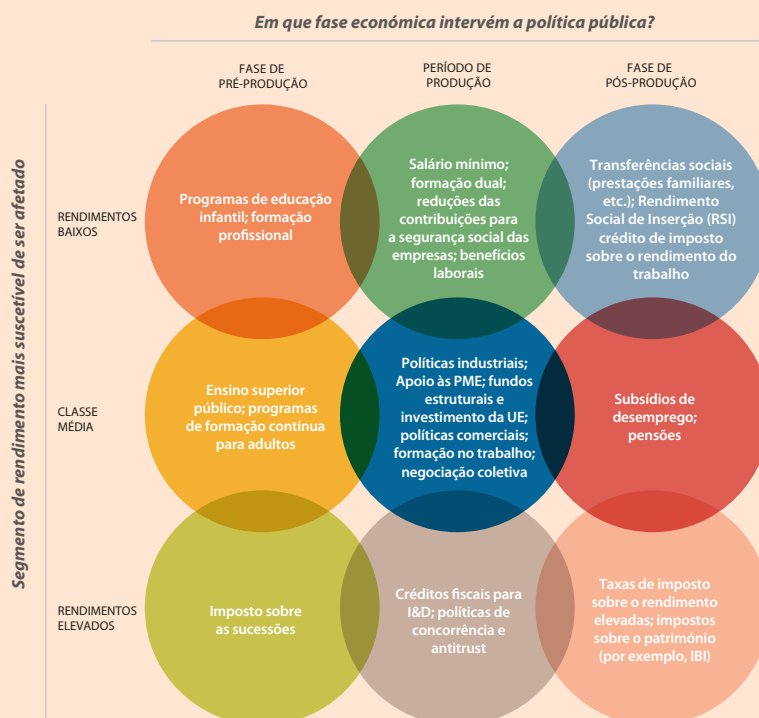 Em que fase económica intervém a política pública?
FASE DE
PRÉ-PRODUÇÃO
PERÍODO DE
PRODUÇÃO
FASE DE
PÓS-PRODUÇÃO
Segmento de rendimento mais suscetível de ser afetado
RENDIMENTOS
BAIXOS
Programas de educação
infantil; formação
profissional
Salário mínimo;
formação dual;
reduções das
contribuições para
a segurança social das
empresas; benefícios
laborais
Transferências sociais
(prestações familiares,
etc.); Rendimento
Social de Inserção (RSI)
crédito de imposto
sobre o rendimento do
trabalho
CLASSE
MÉDIA
Ensino superior
público; programas
de formação contínua
para adultos
Políticas industriais;
Apoio às PME; fundos
estruturais e
investimento da UE;
políticas comerciais;
formação no trabalho;
negociação coletiva
Subsídios de
desemprego;
pensões
RENDIMENTOS
ELEVADOS
Imposto sobre
as sucessões
Créditos fiscais para
I&D; políticas de
concorrência e
antitrust
Taxas de imposto
sobre o rendimento
elevadas; impostos
sobre o património
(por exemplo, IBI)